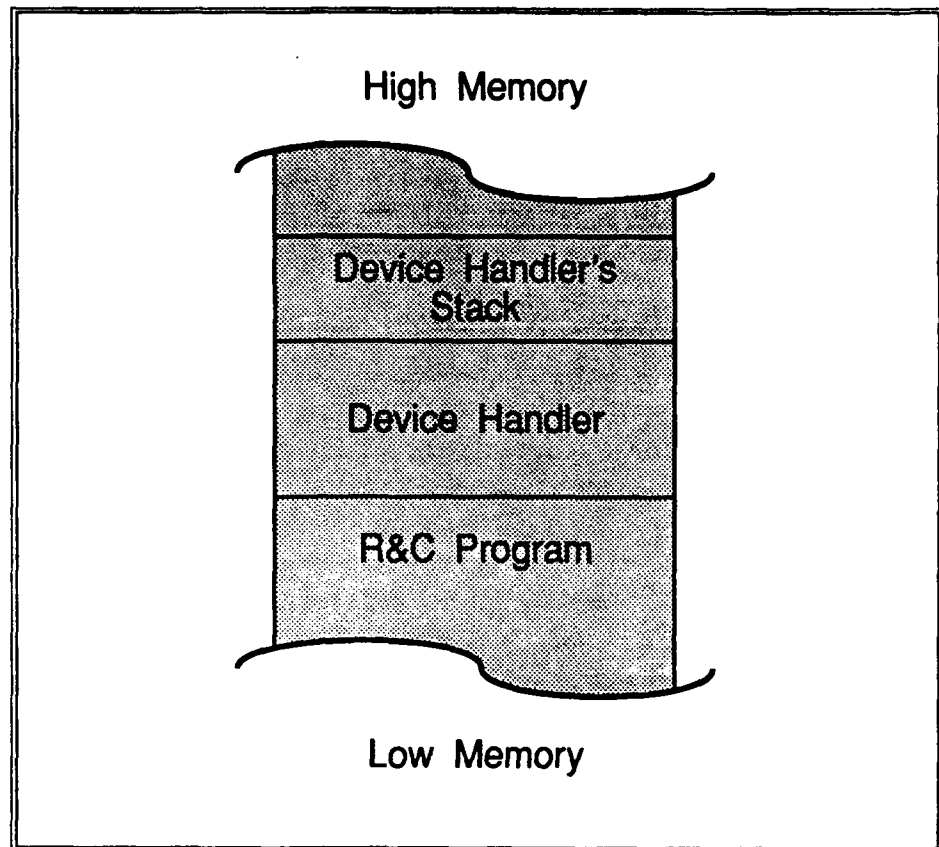 High Memory
Device Handler's
Stack
Device Handler
R&C Program
Low Memory